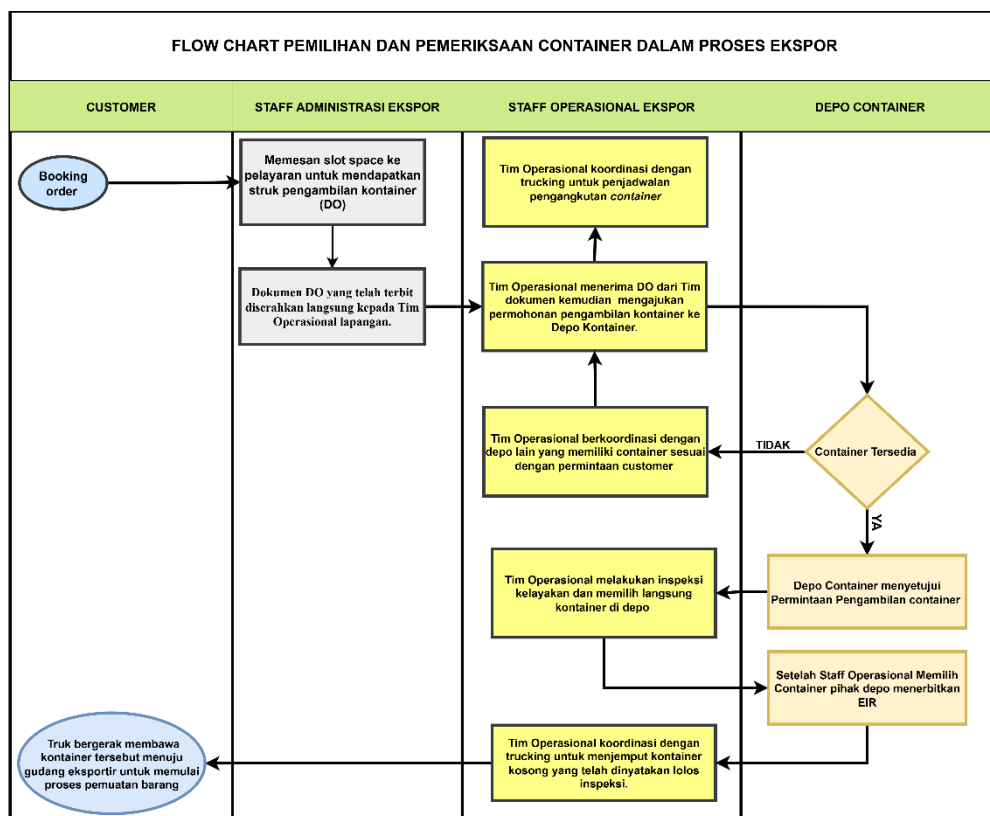 FLOW CHART PEMILIHAN DAN PEMERIKSAAN CONTAINER DALAM PROSES EKSPOR
CUSTOMER
STAFF ADMINISTRASI EKSPOR
STAFF OPERASIONAL EKSPOR
DEPO CONTAINER
Booking
order
Memesan slot space ke
pelayaran untuk mendapatkan
struk pengambilan kontainer
(DO)
Tim Operasional koordinasi dengan
trucking untuk penjadwalan
pengangkutan container
Dokumen DO yang telah terbit
diserahkan langsung kepada Tim
Operasional lapangan.
Tim Operasional menerima DO dari Tim
dokumen kemudian mengajukan
permohonan pengambilan kontainer ke
Depo Kontainer.
Tim Operasional berkoordinasi dengan
depo lain yang memiliki container sesuai
dengan permintaan customer
TIDAK
Container Tersedia
YA
Tim Operasional melakukan inspeksi
kelayakan dan memilih langsung
kontainer di depo
Depo Container menyetujui
Permintaan Pengambilan container
Setelah Staff Operasional Memilih
Container pihak depo menerbitkan
EIR
Truk bergerak membawa
kontainer tersebut menuju
gudang eksportir untuk memulai
proses pemuatan barang
Tim Operasional koordinasi dengan
trucking untuk menjemput kontainer
kosong yang telah dinyatakan lolos
inspeksi.